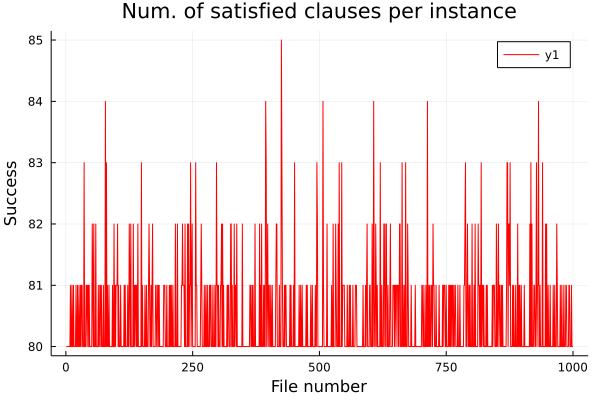 Num. of satisfied clauses per instance
y1
85
84
83
82
81
80
Success
0 250 500 750 1000
File number